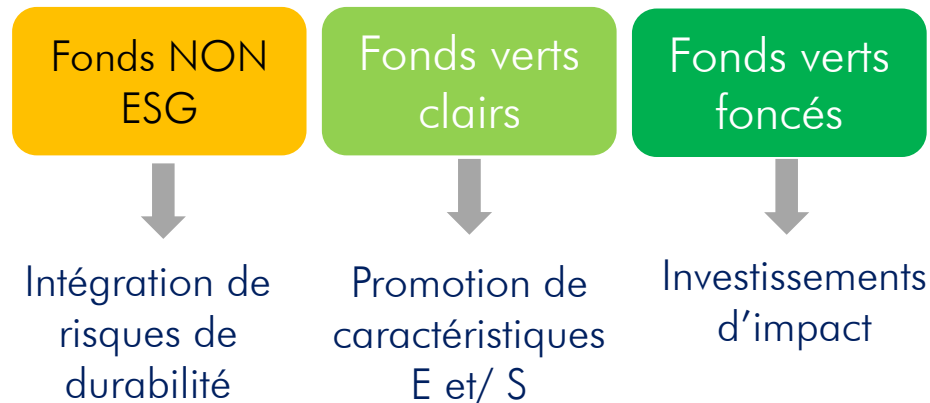 Fonds NON
ESG
Fonds verts
clairs
Fonds verts
foncés
Intégration de
risques de
durabilité
Promotion de
caractéristiques
E et/ S
Investissements
d’impact